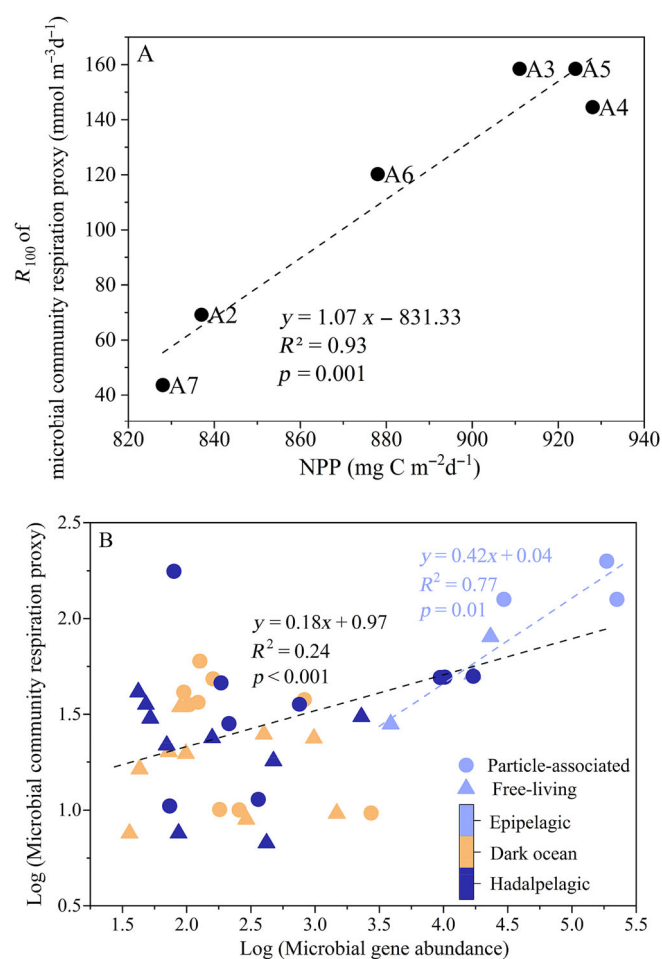 A
R₁₀₀ of
microbial community respiration proxy (mmol m⁻³d⁻¹)
160
140
120
100
80
60
40
A3
A5
A4
A6
A2
A7
y = 1.07 x – 831.33
R² = 0.93
p = 0.001
820 840 860 880 900 920 940
NPP (mg C m⁻²d⁻¹)
B
Log (Microbial community respiration proxy)
2.5
2.0
1.5
1.0
0.5
y = 0.42x + 0.04
R² = 0.77
p = 0.01
y = 0.18x + 0.97
R² = 0.24
p < 0.001
Particle-associated
Free-living
Epipelagic
Dark ocean
Hadalpelagic
1.5 2.0 2.5 3.0 3.5 4.0 4.5 5.0 5.5
Log (Microbial gene abundance)